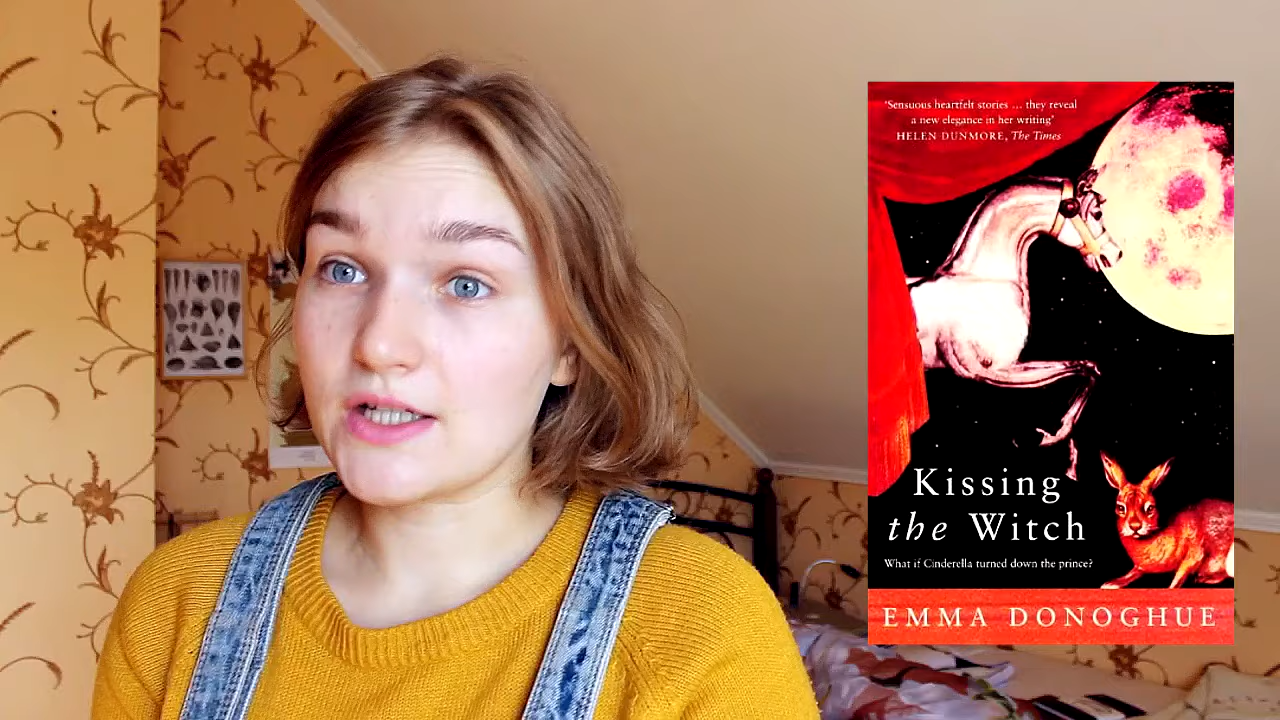 ‘Sensuous heartfelt stories ... they reveal
a new elegance in her writing’
HELEN DUNMORE, The Times
Kissing
the Witch
What if Cinderella turned down the prince?
EMMA DONOGHUE